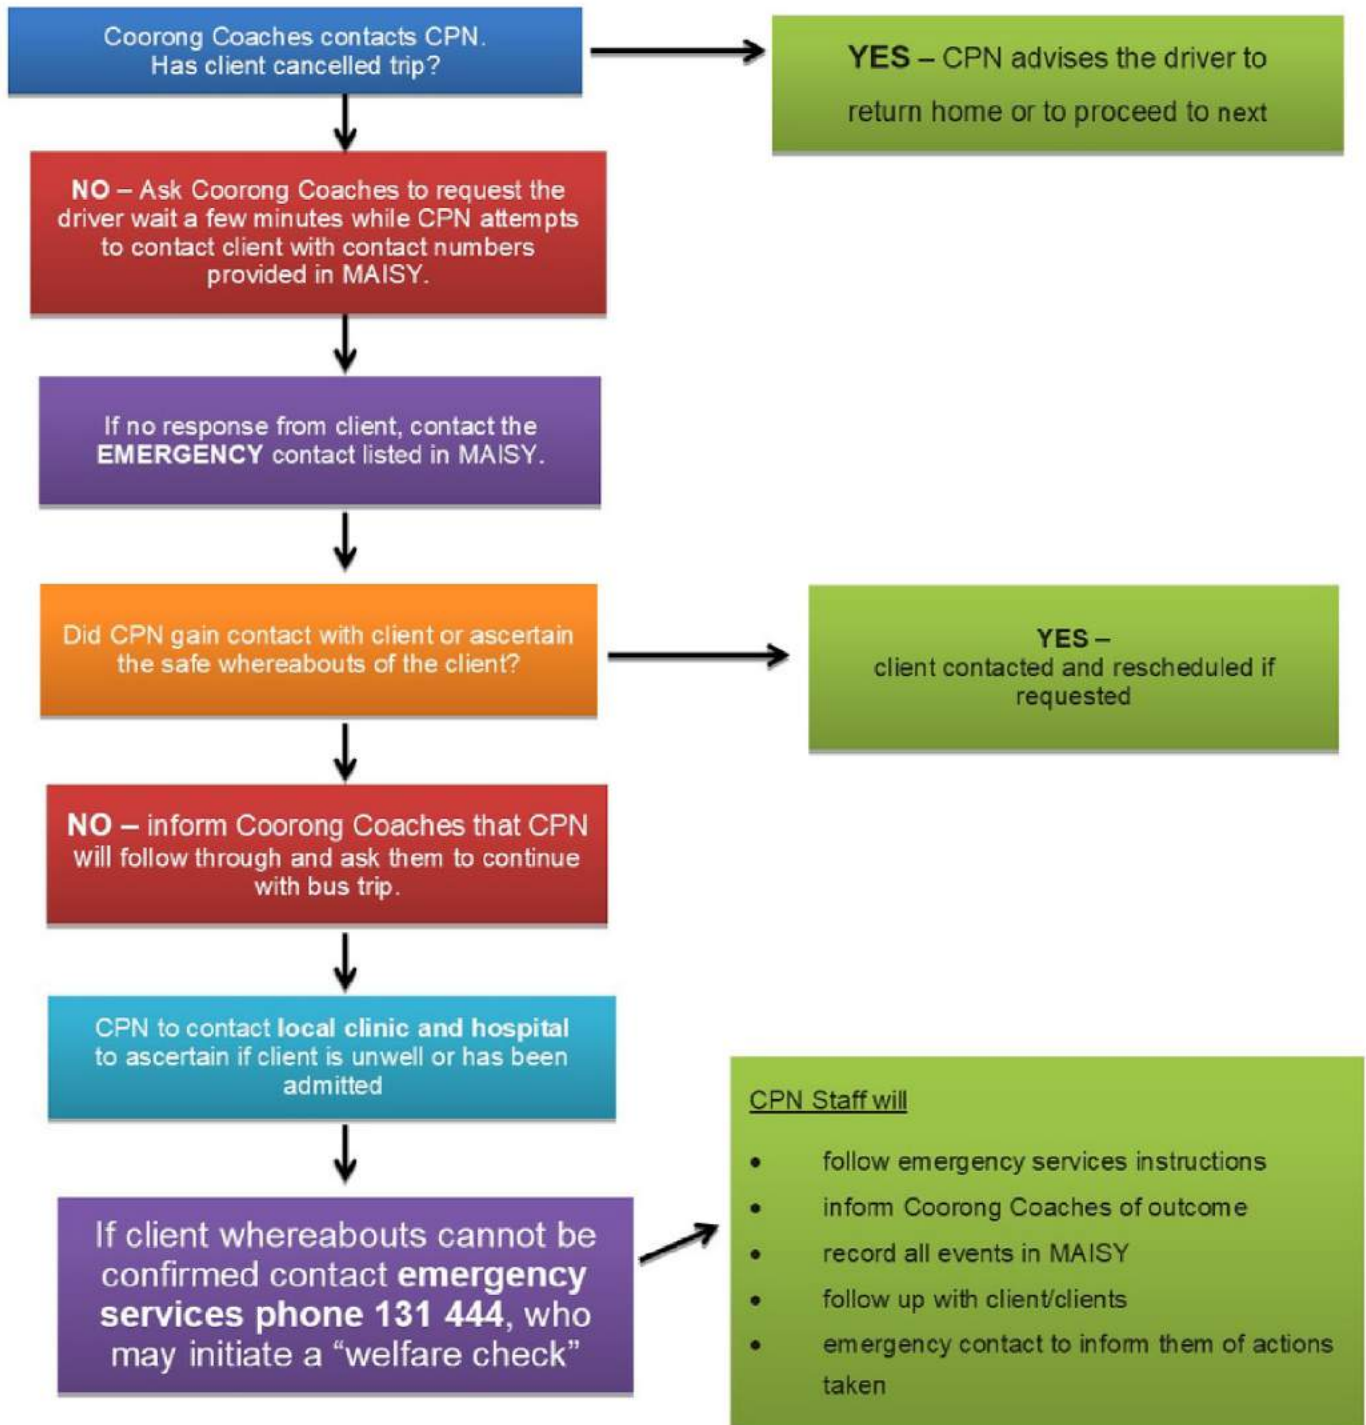 Coorong Coaches contacts CPN.
Has client cancelled trip?
YES – CPN advises the driver to
return home or to proceed to next
NO – Ask Coorong Coaches to request the
driver wait a few minutes while CPN attempts
to contact client with contact numbers
provided in MAISY.
If no response from client, contact the
EMERGENCY contact listed in MAISY.
Did CPN gain contact with client or ascertain
the safe whereabouts of the client?
YES –
client contacted and rescheduled if
requested
NO – inform Coorong Coaches that CPN
will follow through and ask them to continue
with bus trip.
CPN to contact local clinic and hospital
to ascertain if client is unwell or has been
admitted
If client whereabouts cannot be
confirmed contact emergency
services phone 131 444, who
may initiate a “welfare check”
CPN Staff will
• follow emergency services instructions
• inform Coorong Coaches of outcome
• record all events in MAISY
• follow up with client/clients
• emergency contact to inform them of actions
taken